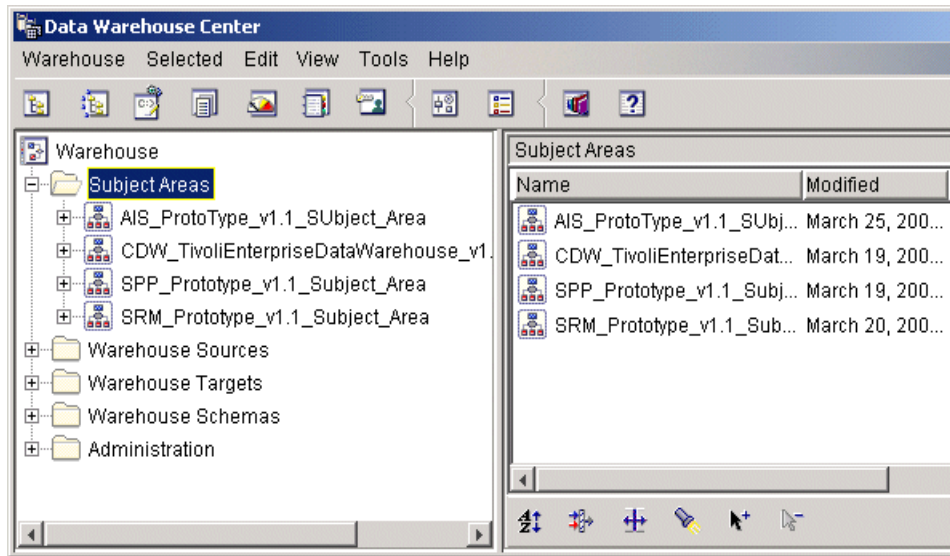 Data Warehouse Center
Warehouse Selected Edit View Tools Help
Warehouse
Subject Areas
AIS_ProtoType_v1.1_SUbject_Area
CDW_TivoliEnterpriseDataWarehouse_v1.
SPP_Prototype_v1.1_Subject_Area
SRM_Prototype_v1.1_Subject_Area
Warehouse Sources
Warehouse Targets
Warehouse Schemas
Administration
Subject Areas
Name Modified
AIS_ProtoType_v1.1_SUbj... March 25, 200...
CDW_TivoliEnterpriseDat... March 19, 200...
SPP_Prototype_v1.1_Subj... March 19, 200...
SRM_Prototype_v1.1_Sub... March 20, 200...